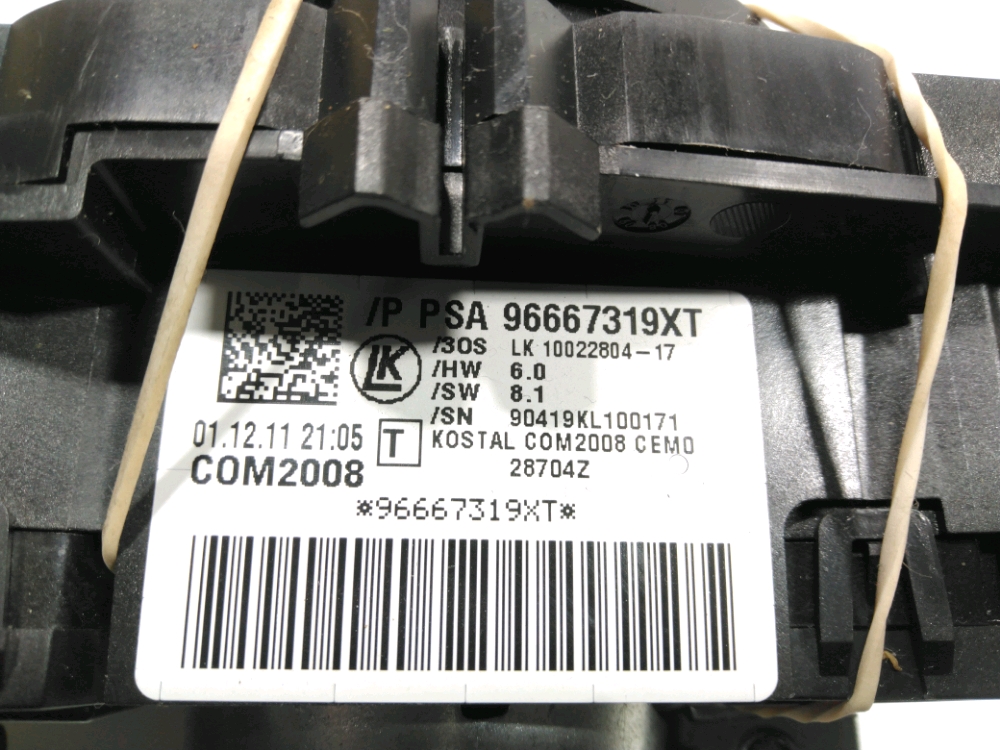 /P PSA 96667319XT
/3OS LK 10022804-17
LK
/HW 6.0
/SW 8.1
/SN 90419KL100171
01.12.11 21:05 T KOSTAL COM2008 CEM0
COM2008 28704Z
*96667319XT*